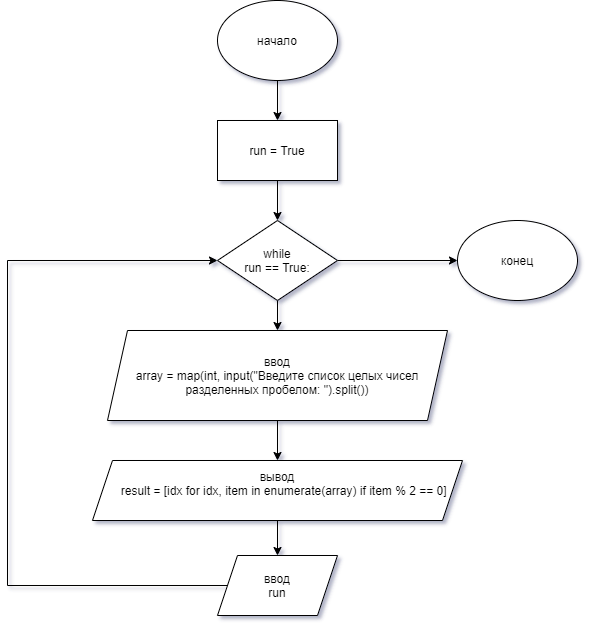 начало
run = True
while
run == True:
конец
ввод
array = map(int, input("Введите список целых чисел
разделенных пробелом: ").split())
вывод
result = [idx for idx, item in enumerate(array) if item % 2 == 0]
ввод
run